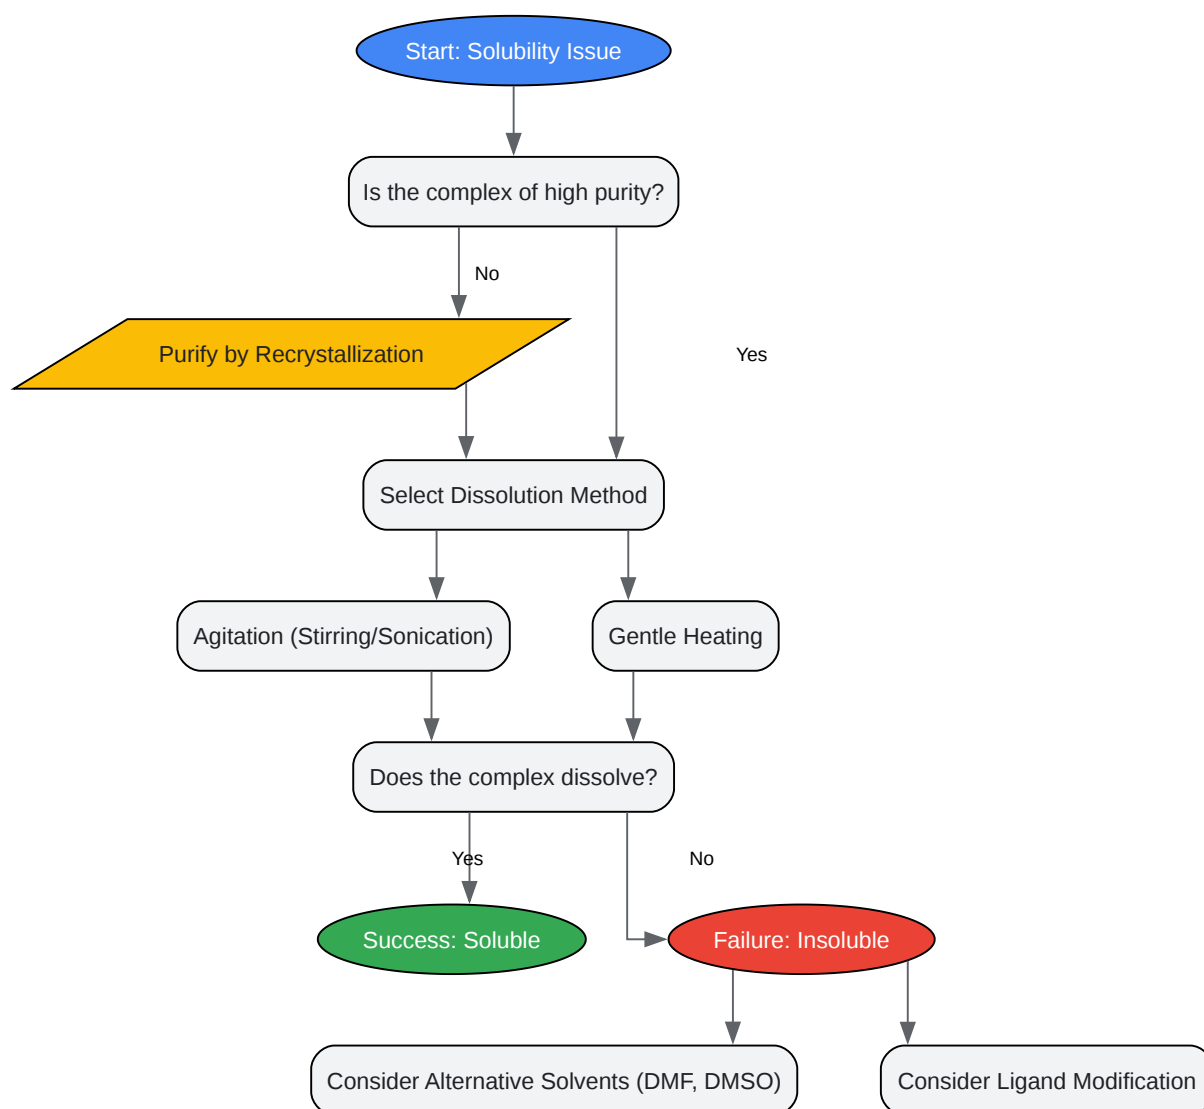 Start: Solubility Issue
Is the complex of high purity?
No
Purify by Recrystallization
Yes
Select Dissolution Method
Agitation (Stirring/Sonication)
Gentle Heating
Does the complex dissolve?
Yes
No
Success: Soluble
Failure: Insoluble
Consider Alternative Solvents (DMF, DMSO)
Consider Ligand Modification